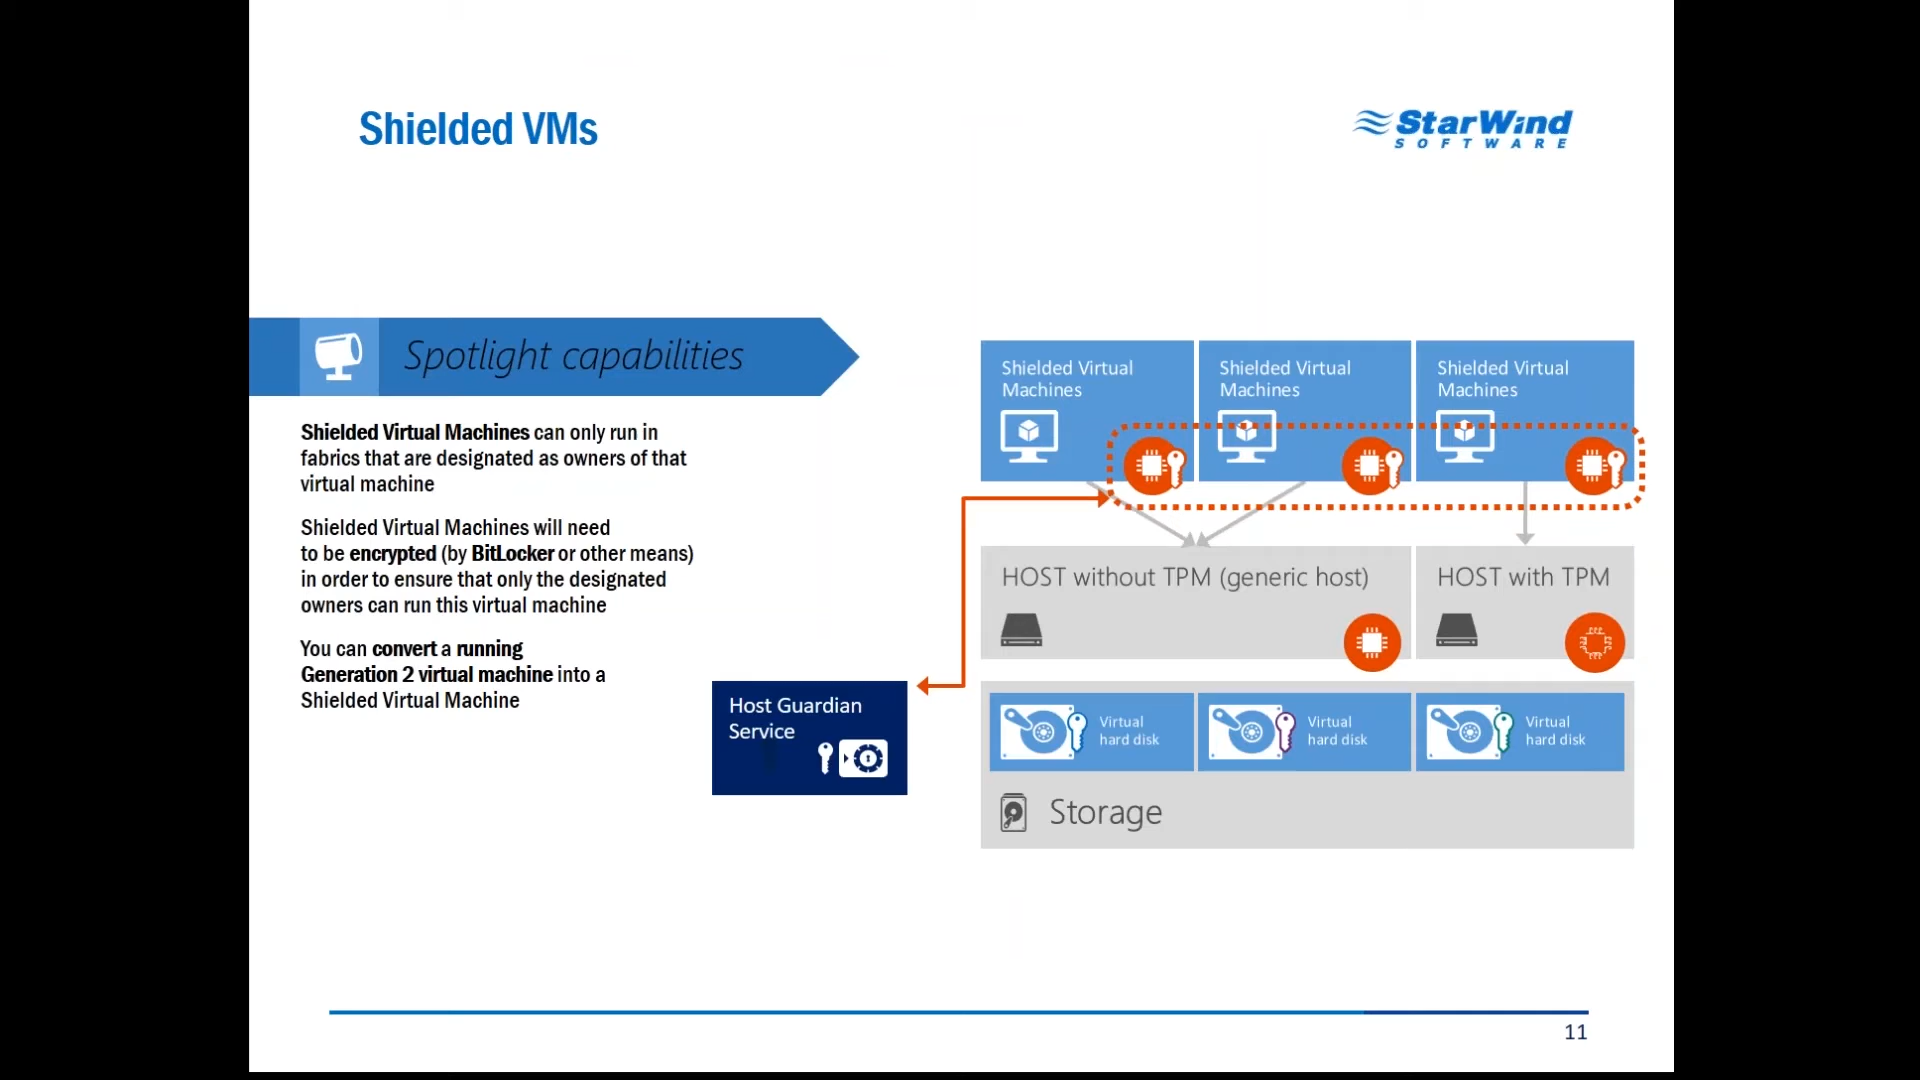 Shielded VMs
StarWind
SOFTWARE
Spotlight capabilities
Shielded Virtual Machines can only run in
fabrics that are designated as owners of that
virtual machine
Shielded Virtual Machines will need
to be encrypted (by BitLocker or other means)
in order to ensure that only the designated
owners can run this virtual machine
You can convert a running
Generation 2 virtual machine into a
Shielded Virtual Machine
Host Guardian
Service
Shielded Virtual
Machines
Shielded Virtual
Machines
Shielded Virtual
Machines
HOST without TPM (generic host)
HOST with TPM
Virtual
hard disk
Virtual
hard disk
Virtual
hard disk
Storage
11